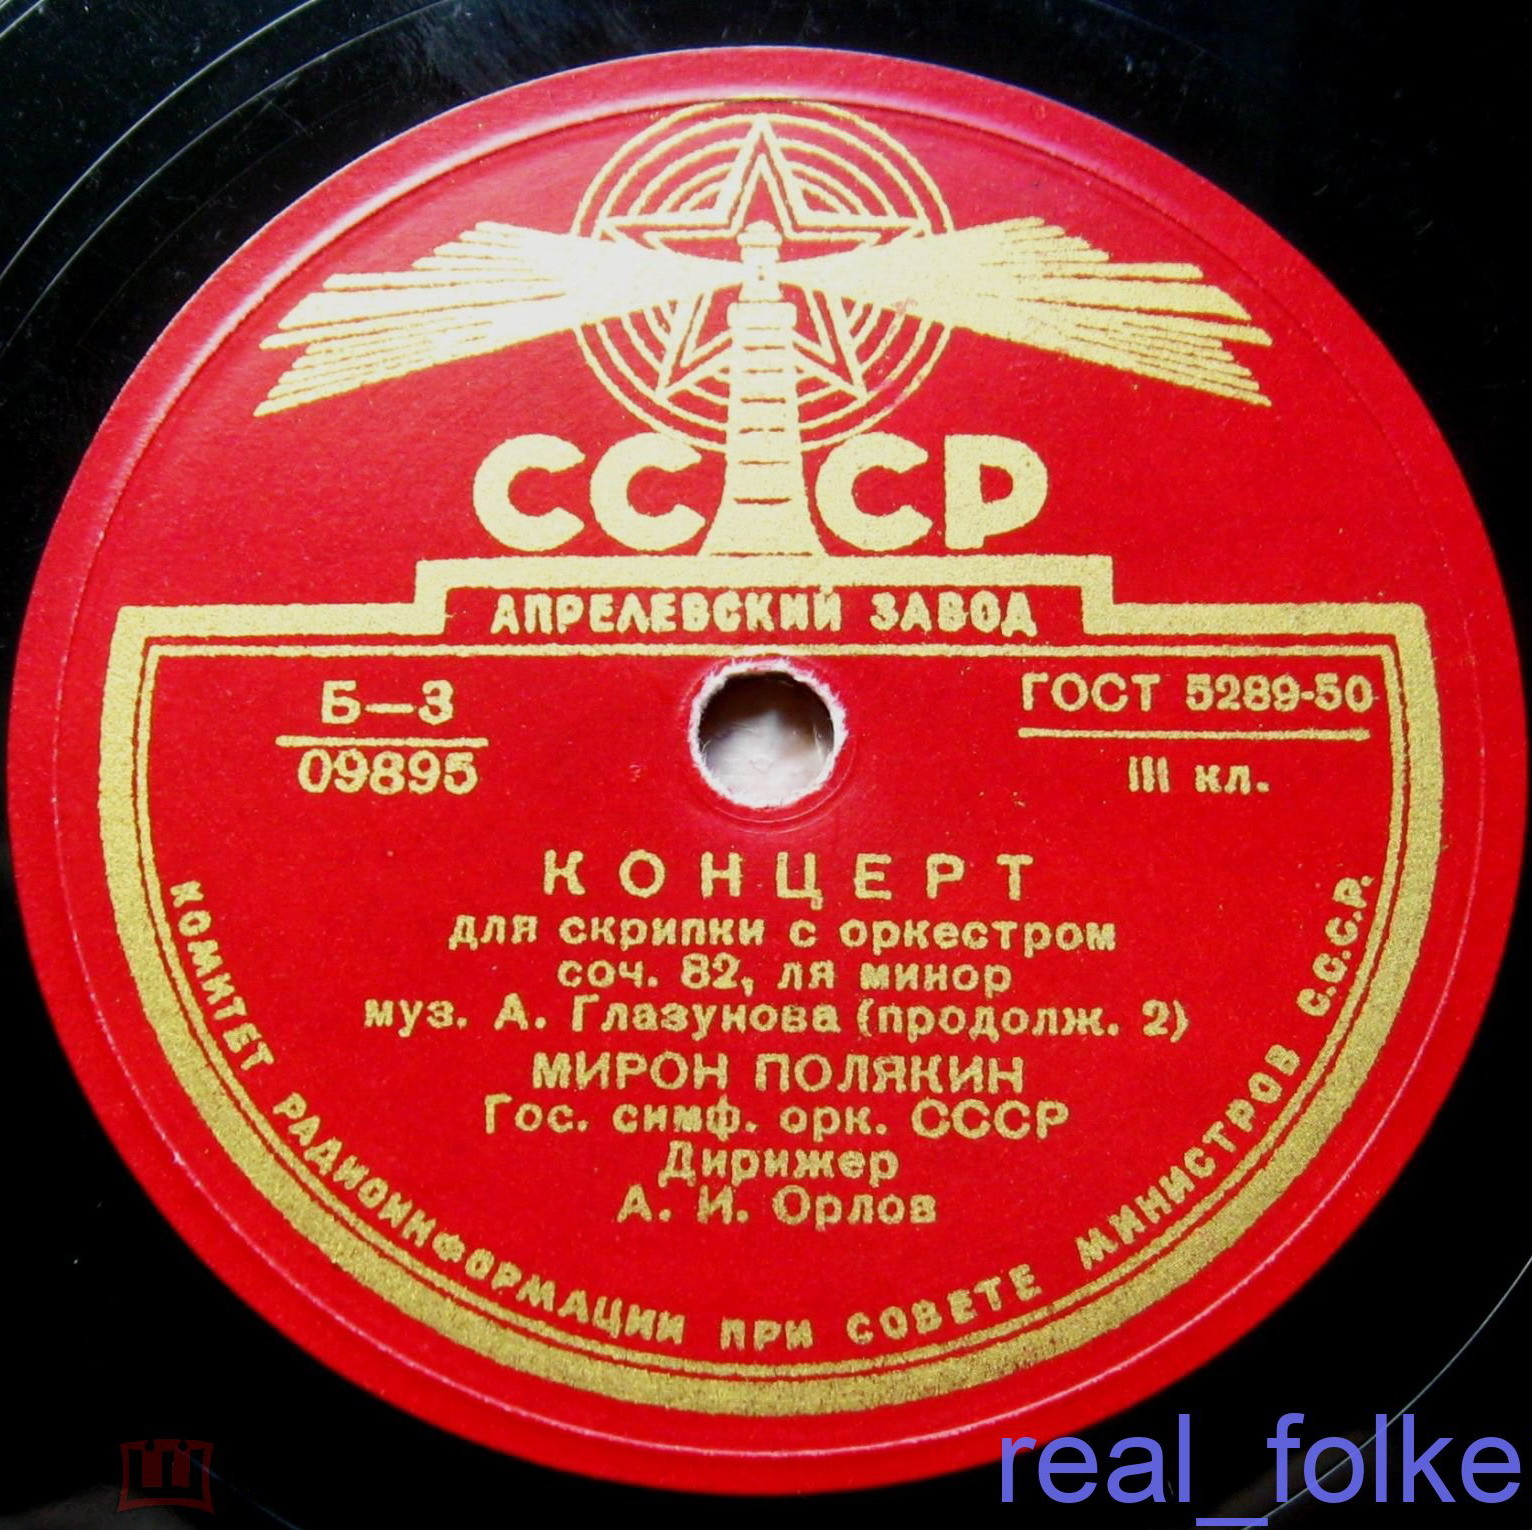 СССР
АПРЕЛЕВСКИЙ ЗАВОД
Б—3
09895
ГОСТ 5289-50
III кл.
КОНЦЕРТ
для скрипки с оркестром
соч. 82, ля минор
муз. А. Глазунова (продолж. 2)
МИРОН ПОЛЯКИН
Гос. симф. орк. СССР
Дирижер
А. И. Орлов
КОМИТЕТ РАДИОИНФОРМАЦИИ ПРИ СОВЕТЕ МИНИСТРОВ С.С.С.Р.
real_folke